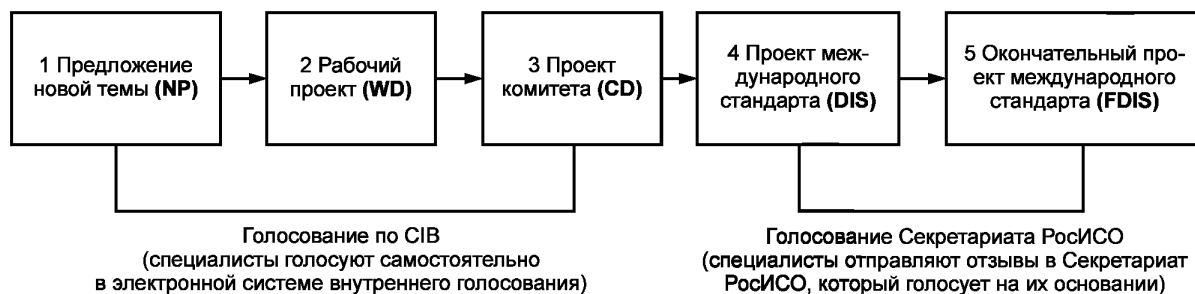 1 Предложение
новой темы (NP)
2 Рабочий
проект (WD)
3 Проект
комитета (CD)
4 Проект меж-
дународного
стандарта (DIS)
5 Окончательный про-
ект международного
стандарта (FDIS)
Голосование по CIB
(специалисты голосуют самостоятельно
в электронной системе внутреннего голосования)
Голосование Секретариата РосИСО
(специалисты отправляют отзывы в Секретариат
РосИСО, который голосует на их основании)